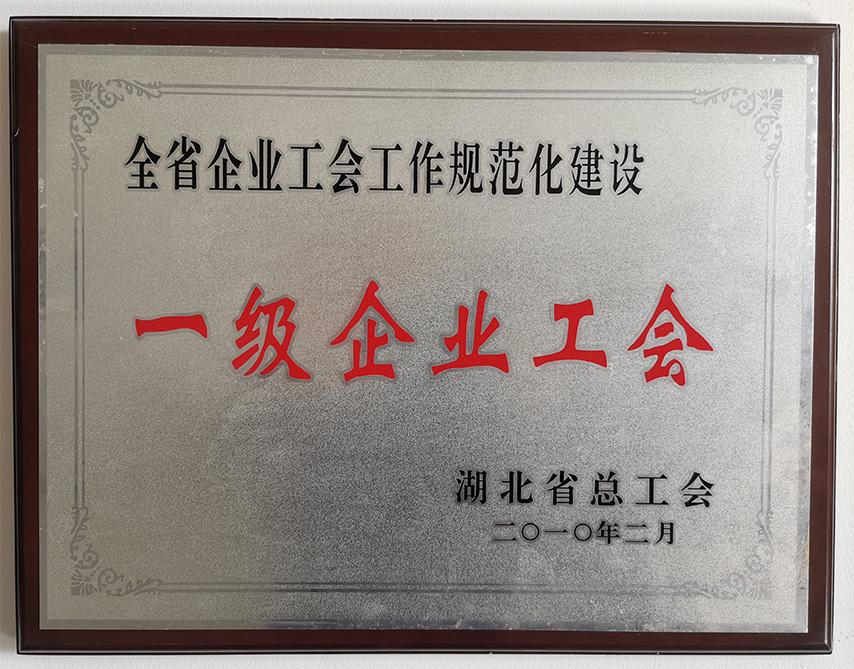 全省企业工会工作规范化建设
一级企业工会
湖北省总工会
二〇一〇年二月